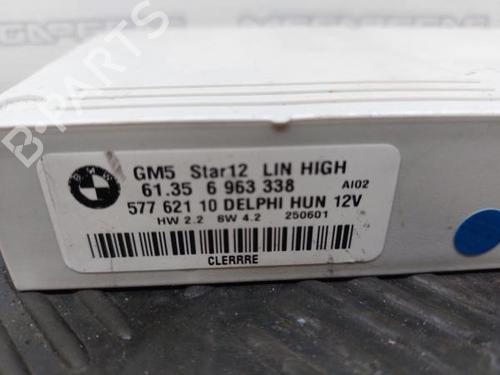 B-PARTS
BMW
GM5 Star12 LIN HIGH
61.35 6 963 338 AI02
577 621 10 DELPHI HUN 12V
HW 2.2 SW 4.2 250601
CLERRRE